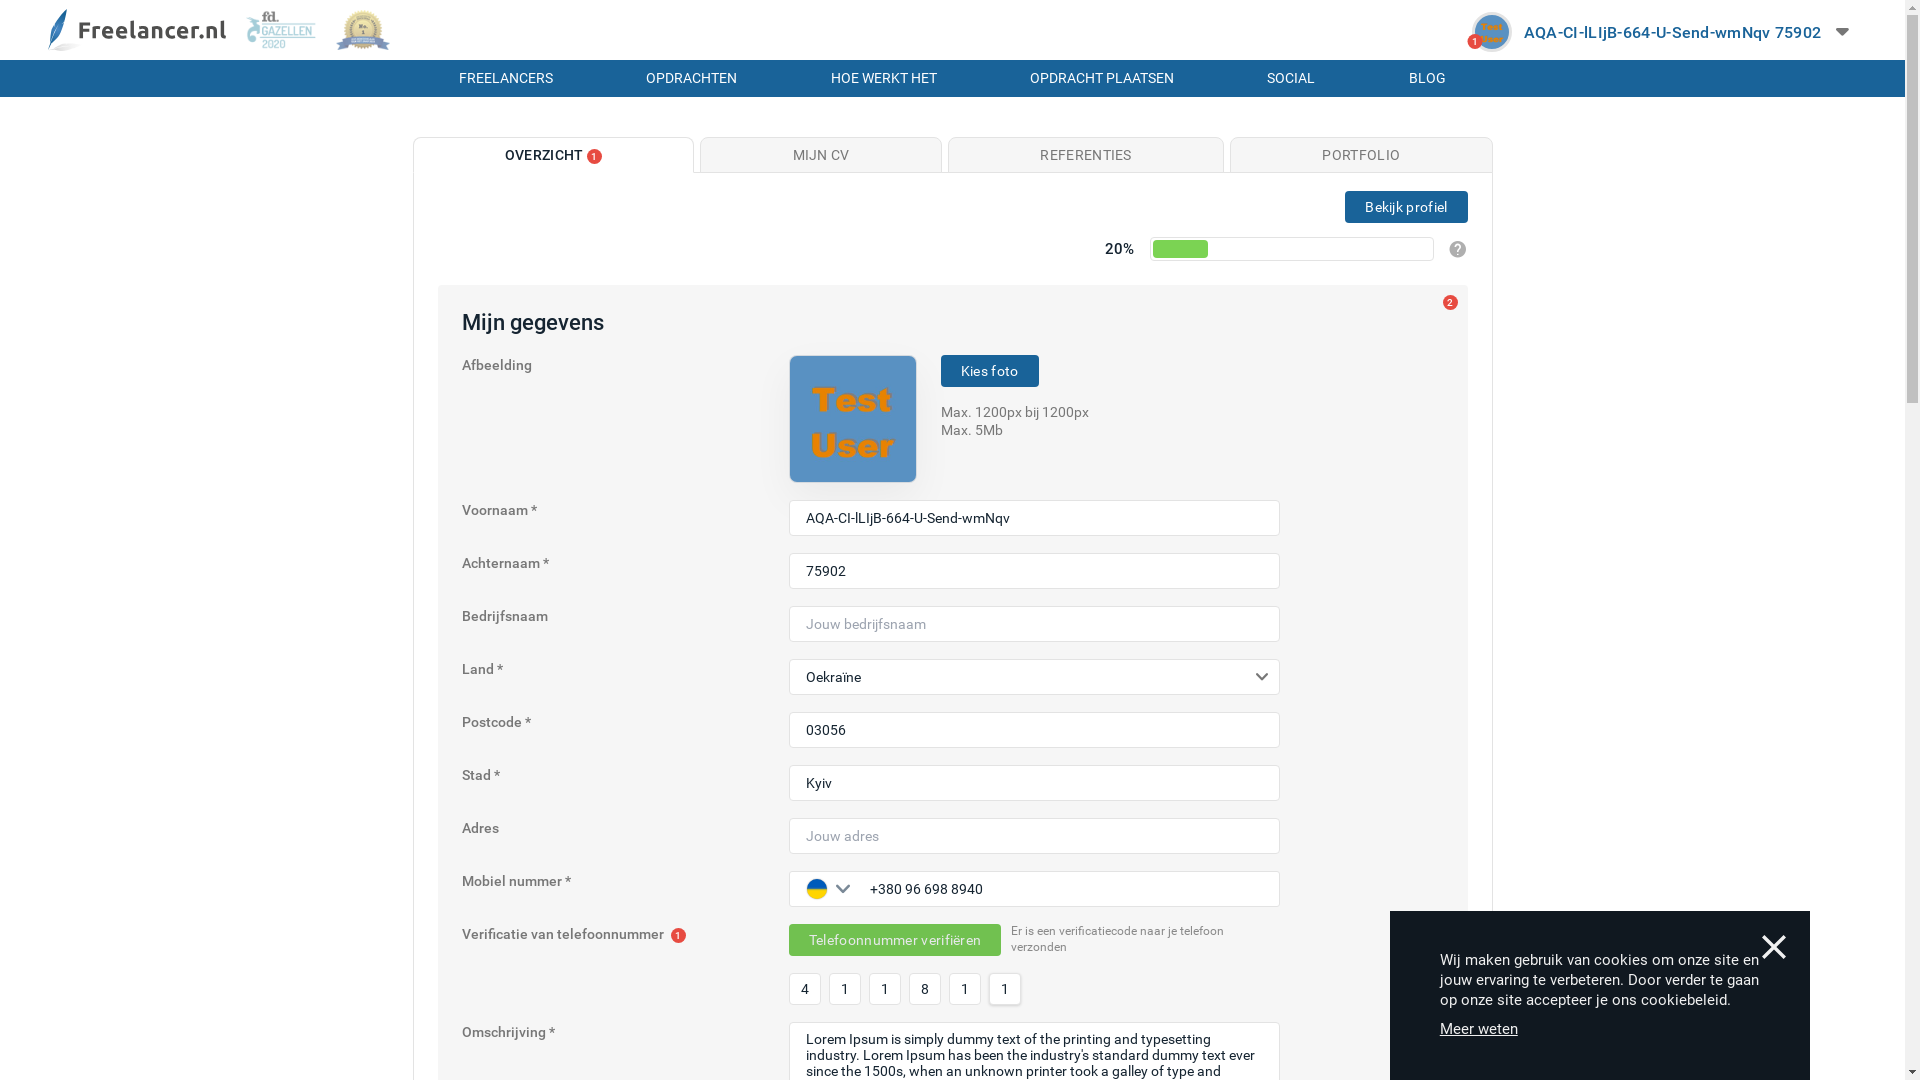 Freelancer.nl
fd.
GAZELLEN
2020
No.
1
Test
User
1
AQA-CI-lLIjB-664-U-Send-wmNqv 75902
FREELANCERS
OPDRACHTEN
HOE WERKT HET
OPDRACHT PLAATSEN
SOCIAL
BLOG
OVERZICHT 1
MIJN CV
REFERENTIES
PORTFOLIO
Bekijk profiel
20%
?
2
Mijn gegevens
Afbeelding
Test
User
Kies foto
Max. 1200px bij 1200px
Max. 5Mb
Voornaam *
AQA-CI-lLIjB-664-U-Send-wmNqv
Achternaam *
75902
Bedrijfsnaam
Jouw bedrijfsnaam
Land *
Oekraïne
Postcode *
03056
Stad *
Kyiv
Adres
Jouw adres
Mobiel nummer *
+380 96 698 8940
Verificatie van telefoonnummer 1
Telefoonnummer verifiëren
Er is een verificatiecode naar je telefoon
verzonden
4 1 1 8 1 1
Omschrijving *
Lorem Ipsum is simply dummy text of the printing and typesetting
industry. Lorem Ipsum has been the industry's standard dummy text ever
since the 1500s, when an unknown printer took a galley of type and
Wij maken gebruik van cookies om onze site en
jouw ervaring te verbeteren. Door verder te gaan
op onze site accepteer je ons cookiebeleid.
Meer weten